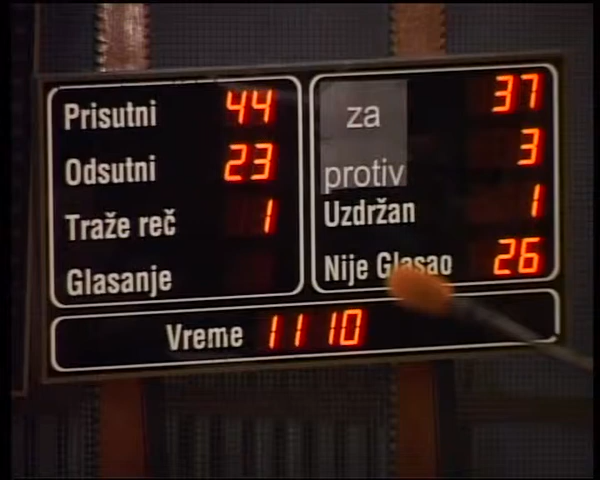 Prisutni 44
Odsutni 23
Traže reč 1
Glasanje
za 37
protiv 3
Uzdržan 1
Nije Glasao 26
Vreme 11 10